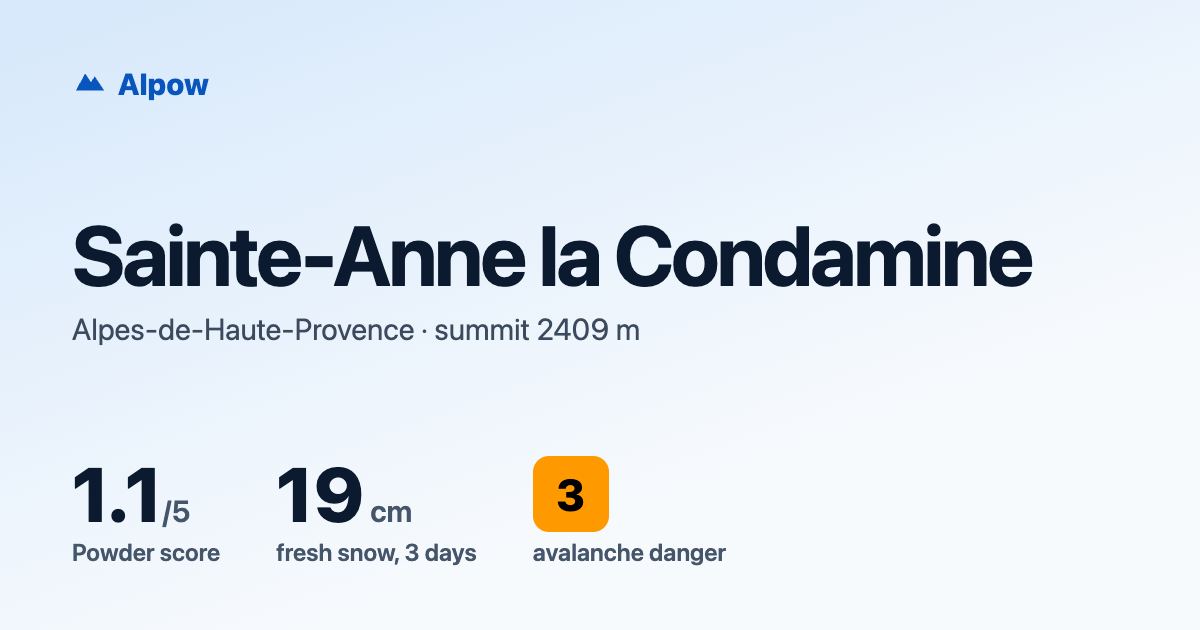 Alpow
Sainte-Anne la Condamine
Alpes-de-Haute-Provence · summit 2409 m
1.1/5 19 cm 3
Powder score fresh snow, 3 days avalanche danger